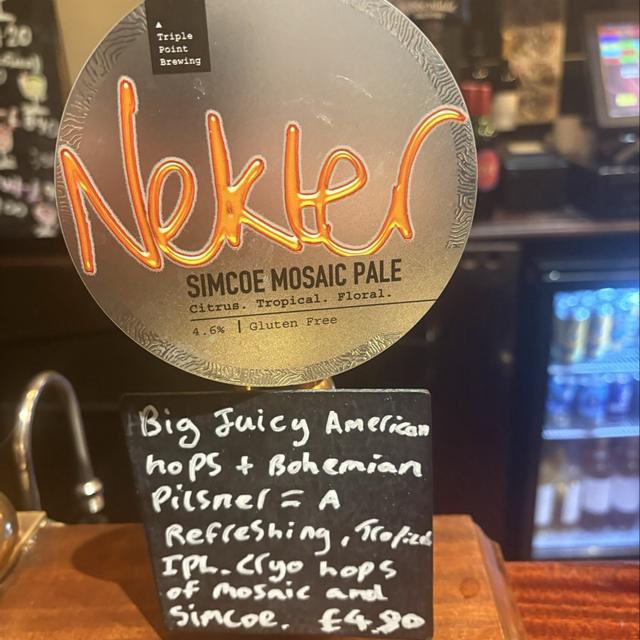 Triple
Point
Brewing
Nekter
SIMCOE MOSAIC PALE
Citrus. Tropical. Floral.
4.6% | Gluten Free
Big Juicy American
hops + Bohemian
Pilsner = A
Refreshing, Tropical
IPL. Cryo hops
of mosaic and
Simcoe. £4.80